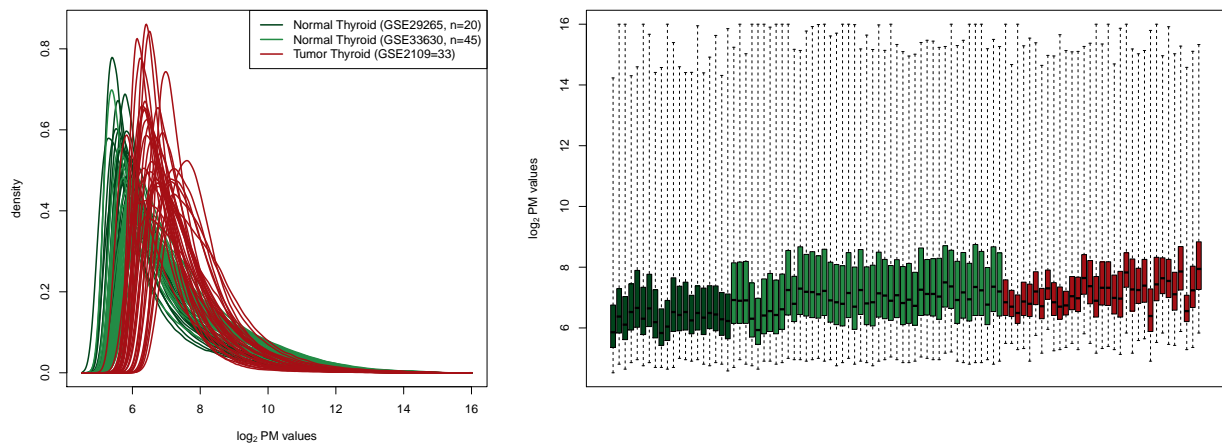 Normal Thyroid (GSE29265, n=20)
Normal Thyroid (GSE33630, n=45)
Tumor Thyroid (GSE2109=33)
density
0.0
0.2
0.4
0.6
0.8
6
8
10
12
14
16
log₂ PM values
log₂ PM values
6
8
10
12
14
16